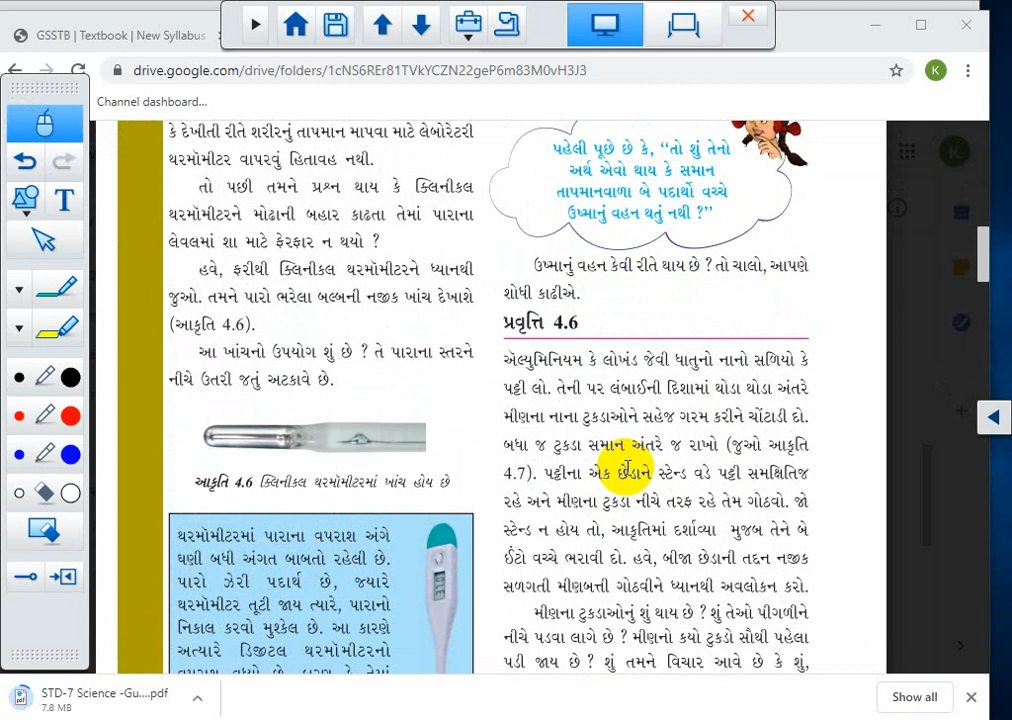 GSSTB | Textbook | New Syllabus
drive.google.com/drive/folders/1cNS6REr81TVkYCZN22geP6m83M0vH3J3
K
Channel dashboard...
કે દેખીતી રીતે શરીરનું તાપમાન માપવા માટે લેબોરેટરી
થરમૉમીટર વાપરવું હિતાવહ નથી.
તો પછી તમને પ્રશ્ન થાય કે ક્લિનીકલ
થરમૉમીટરને મોઢાની બહાર કાઢતા તેમાં પારાના
લેવલમાં શા માટે ફેરફાર ન થયો ?
હવે, ફરીથી ક્લિનીકલ થરમૉમીટરને ધ્યાનથી
જુઓ. તમને પારો ભરેલા બલ્બની નજીક ખાંચ દેખાશે
(આકૃતિ 4.6).
આ ખાંચનો ઉપયોગ શું છે ? તે પારાના સ્તરને
નીચે ઉતરી જતું અટકાવે છે.
આકૃતિ 4.6 ક્લિનીકલ થરમૉમીટરમાં ખાંચ હોય છે
થરમૉમીટરમાં પારાના વપરાશ અંગે
ઘણી બધી અંગત બાબતો રહેલી છે.
પારો ઝેરી પદાર્થ છે, જ્યારે
થરમૉમીટર તૂટી જાય ત્યારે, પારાનો
નિકાલ કરવો મુશ્કેલ છે. આ કારણે
અત્યારે ડિજીટલ થરમૉમીટરનો
પહેલી પૂછે છે કે, “તો શું તેનો
અર્થ એવો થાય કે સમાન
તાપમાનવાળા બે પદાર્થો વચ્ચે
ઉષ્માનું વહન થતું નથી ?”
ઉષ્માનું વહન કેવી રીતે થાય છે ? તો ચાલો, આપણે
શોધી કાઢીએ.
પ્રવૃત્તિ 4.6
ઍલ્યુમિનિયમ કે લોખંડ જેવી ધાતુનો નાનો સળિયો કે
પટ્ટી લો. તેની પર લંબાઈની દિશામાં થોડા થોડા અંતરે
મીણના નાના ટુકડાઓને સહેજ ગરમ કરીને ચોંટાડી દો.
બધા જ ટુકડા સમાન અંતરે જ રાખો (જુઓ આકૃતિ
4.7). પટ્ટીના એક છેડાને સ્ટેન્ડ વડે પટ્ટી સમક્ષિતિજ
રહે અને મીણના ટુકડા નીચે તરફ રહે તેમ ગોઠવો. જો
સ્ટેન્ડ ન હોય તો, આકૃતિમાં દર્શાવ્યા મુજબ તેને બે
ઈંટો વચ્ચે ભરાવી દો. હવે, બીજા છેડાની તદન નજીક
સળગતી મીણબત્તી ગોઠવીને ધ્યાનથી અવલોકન કરો.
મીણના ટુકડાઓનું શું થાય છે ? શું તેઓ પીગળીને
નીચે પડવા લાગે છે ? મીણનો કયો ટુકડો સૌથી પહેલા
પડી જાય છે ? શું તમને વિચાર આવે છે કે શું,
T
K
STD-7 Science -Gu....pdf
7.8 MB
Show all